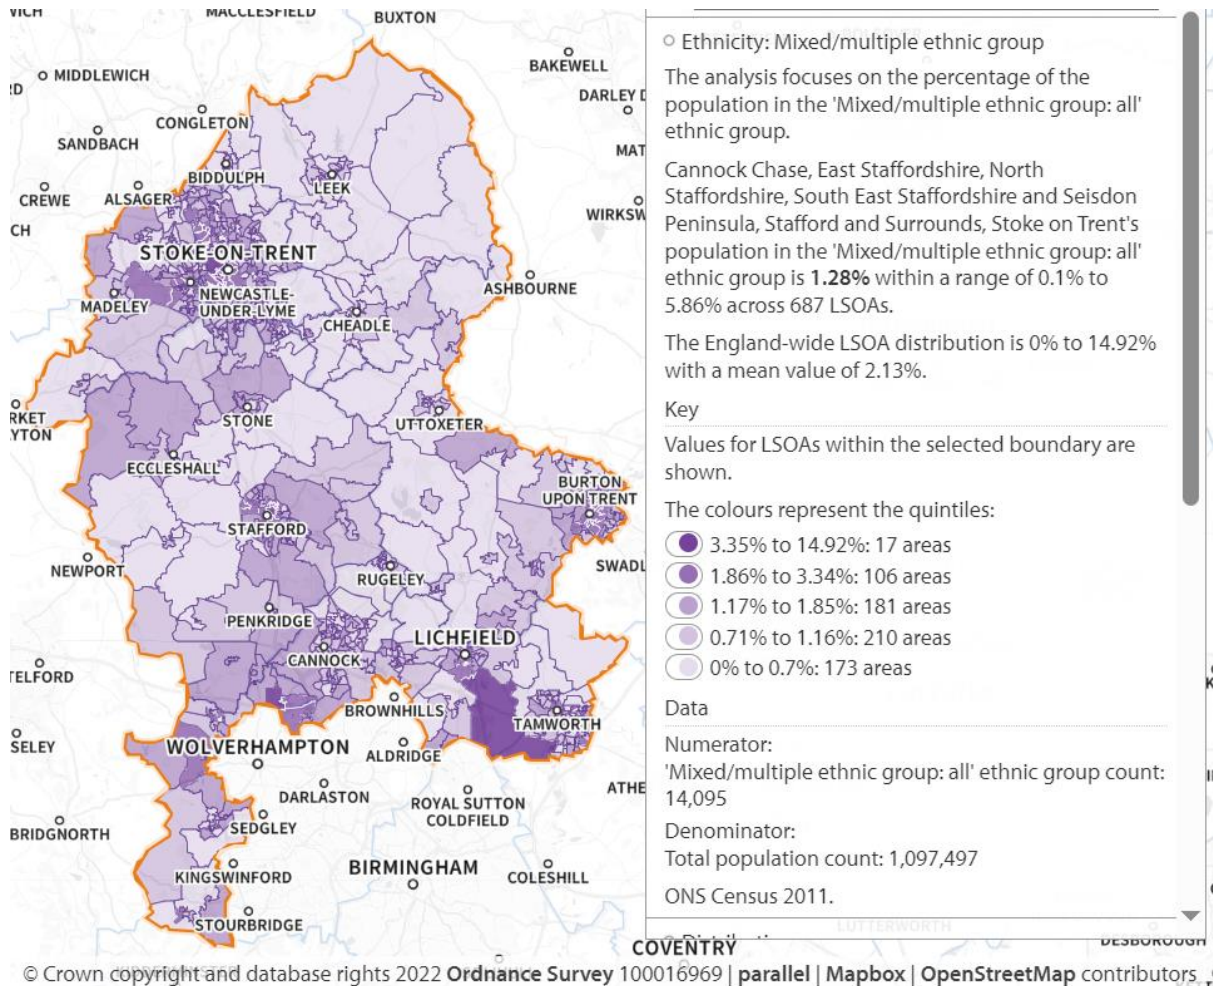 MACCLESFIELD
BUXTON
BAKEWELL
MIDDLEWICH
DARLEY D
CONGLETON
SANDBACH
MAT
BIDDULPH
LEEK
CREWE
ALSAGER
WIRKSW
CH
STOKE-ON-TRENT
ASHBOURNE
MADELEY
NEWCASTLE-
UNDER-LYME
CHEADLE
RKET
YTON
STONE
UTTOXETER
ECCLESHALL
BURTON
UPON TRENT
STAFFORD
NEWPORT
RUGELEY
SWADL
PENKRIDGE
LICHFIELD
CANNOCK
TELFORD
BROWNHILLS
TAMWORTH
SELEY
WOLVERHAMPTON
ALDRIDGE
ATHE
DARLASTON
ROYAL SUTTON
COLDFIELD
BRIDGNORTH
SEDGLEY
KINGSWINFORD
BIRMINGHAM
COLESHILL
STOURBRIDGE
COVENTRY
LUTTERWORTH
DESBOROUGH
KIDDERMINSTER
Ethnicity: Mixed/multiple ethnic group
The analysis focuses on the percentage of the
population in the 'Mixed/multiple ethnic group: all'
ethnic group.
Cannock Chase, East Staffordshire, North
Staffordshire, South East Staffordshire and Seisdon
Peninsula, Stafford and Surrounds, Stoke on Trent's
population in the 'Mixed/multiple ethnic group: all'
ethnic group is 1.28% within a range of 0.1% to
5.86% across 687 LSOAs.
The England-wide LSOA distribution is 0% to 14.92%
with a mean value of 2.13%.
Key
Values for LSOAs within the selected boundary are
shown.
The colours represent the quintiles:
3.35% to 14.92%: 17 areas
1.86% to 3.34%: 106 areas
1.17% to 1.85%: 181 areas
0.71% to 1.16%: 210 areas
0% to 0.7%: 173 areas
Data
Numerator:
'Mixed/multiple ethnic group: all' ethnic group count:
14,095
Denominator:
Total population count: 1,097,497
ONS Census 2011.
© Crown copyright and database rights 2022 Ordnance Survey 100016969 | parallel | Mapbox | OpenStreetMap contributors